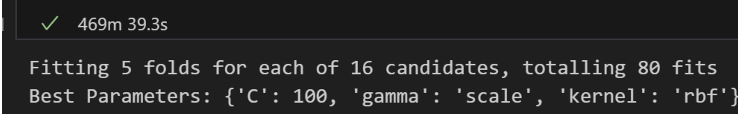 469m 39.3s
Fitting 5 folds for each of 16 candidates, totalling 80 fits
Best Parameters: {'C': 100, 'gamma': 'scale', 'kernel': 'rbf'}